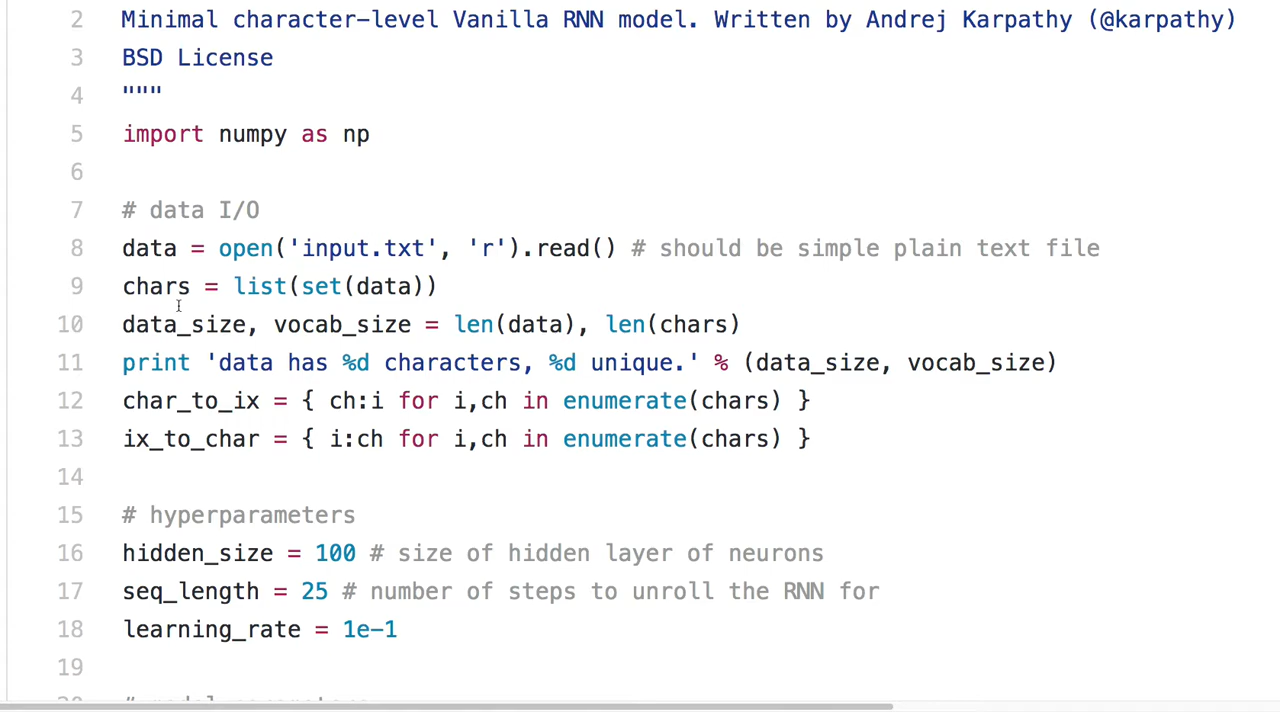 2 Minimal character-level Vanilla RNN model. Written by Andrej Karpathy (@karpathy)
3 BSD License
4 """
5 import numpy as np
6
7 # data I/O
8 data = open('input.txt', 'r').read() # should be simple plain text file
9 chars = list(set(data))
10 data_size, vocab_size = len(data), len(chars)
11 print 'data has %d characters, %d unique.' % (data_size, vocab_size)
12 char_to_ix = { ch:i for i,ch in enumerate(chars) }
13 ix_to_char = { i:ch for i,ch in enumerate(chars) }
14
15 # hyperparameters
16 hidden_size = 100 # size of hidden layer of neurons
17 seq_length = 25 # number of steps to unroll the RNN for
18 learning_rate = 1e-1
19